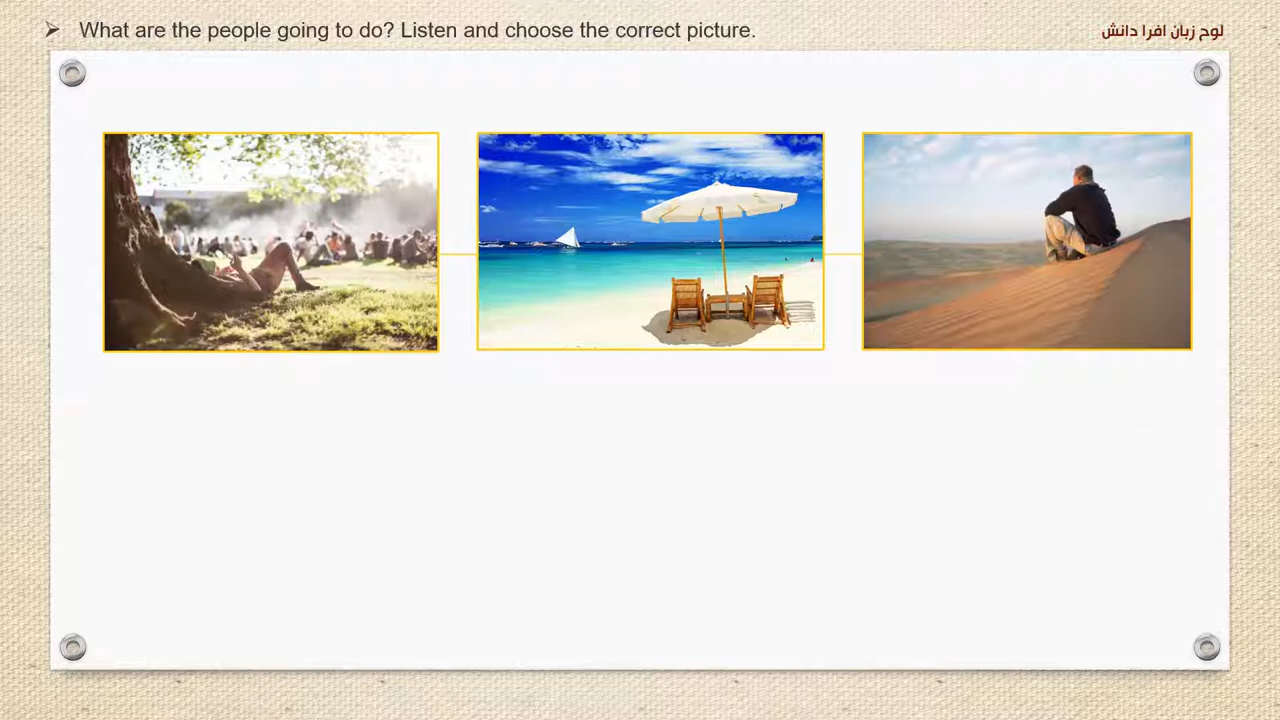 What are the people going to do? Listen and choose the correct picture.
لوح زبان افرا دانش